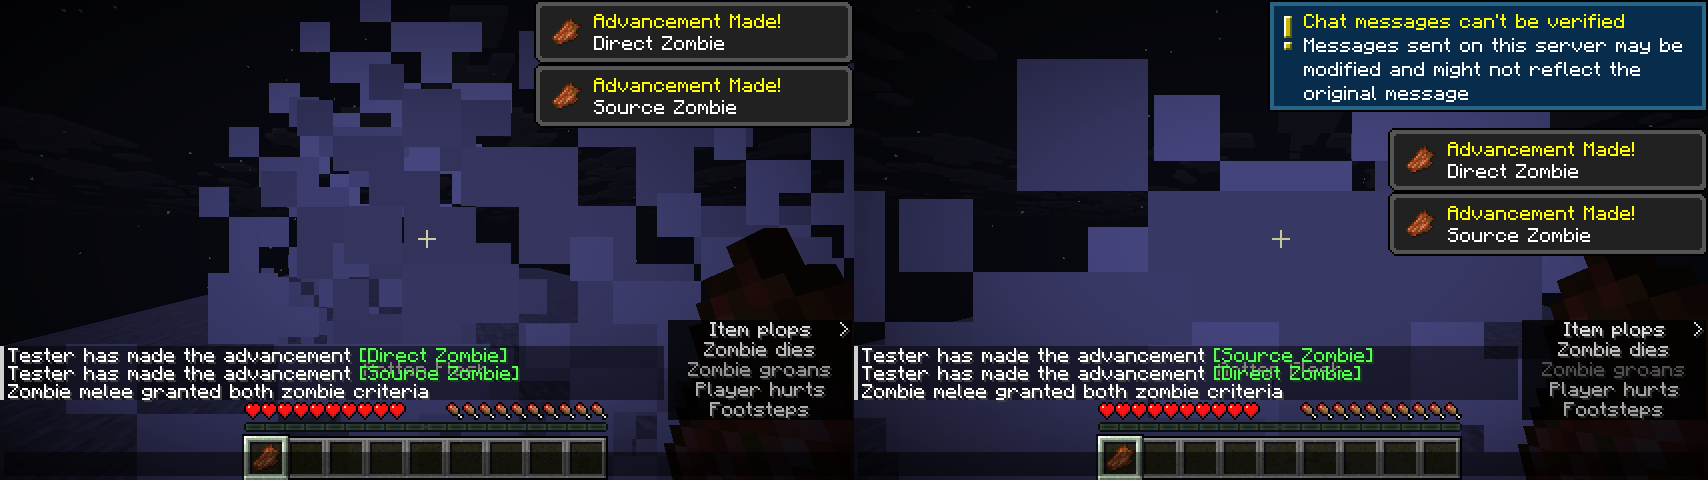 Advancement Made!
Direct Zombie
Advancement Made!
Source Zombie
Item plops >
Zombie dies
Zombie groans
Player hurts
Footsteps
Tester has made the advancement [Direct Zombie]
Tester has made the advancement [Source Zombie]
Zombie melee granted both zombie criteria
Chat messages can't be verified
Messages sent on this server may be
modified and might not reflect the
original message
Advancement Made!
Direct Zombie
Advancement Made!
Source Zombie
Item plops >
Zombie dies
Zombie groans
Player hurts
Footsteps
Tester has made the advancement [Source Zombie]
Tester has made the advancement [Direct Zombie]
Zombie melee granted both zombie criteria